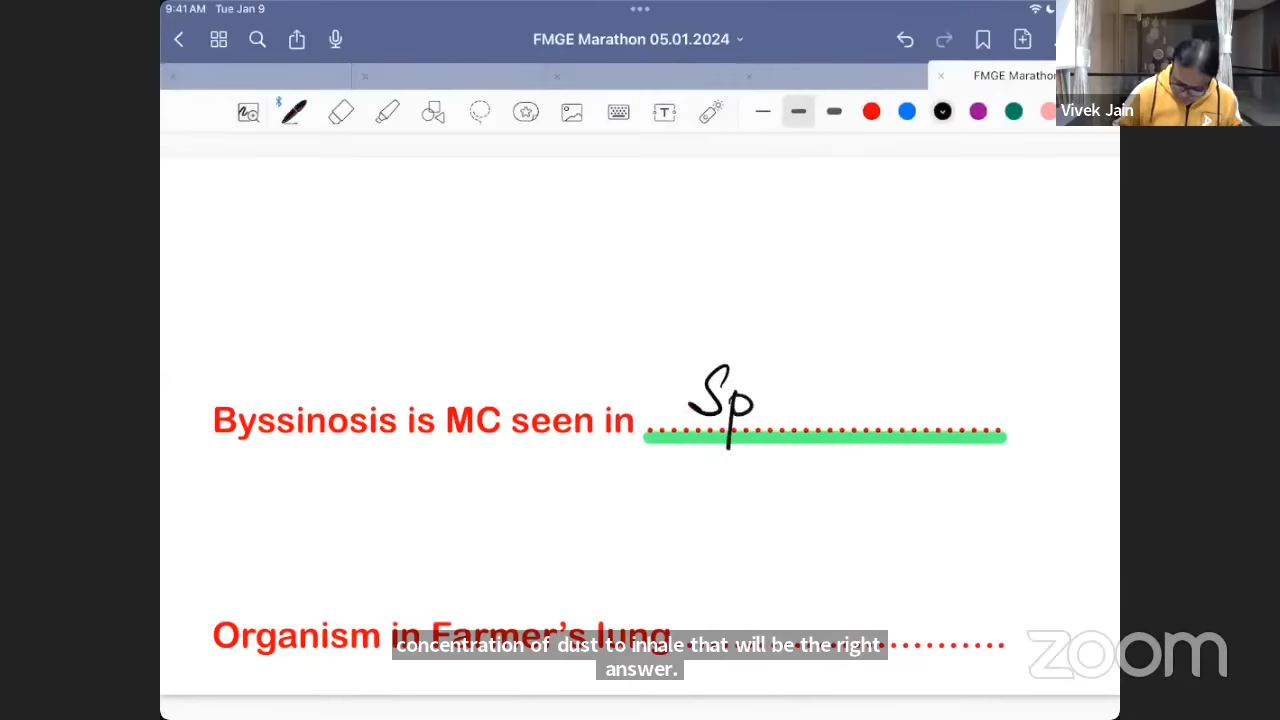 9:41 AM Tue Jan 9
FMGE Marathon 05.01.2024
FMGE Marathon
Vivek Jain
T
Sp
Byssinosis is MC seen in ..............................
Organism in Farmer's lung ..............................
concentration of dust to inhale that will be the right
answer.
zoom